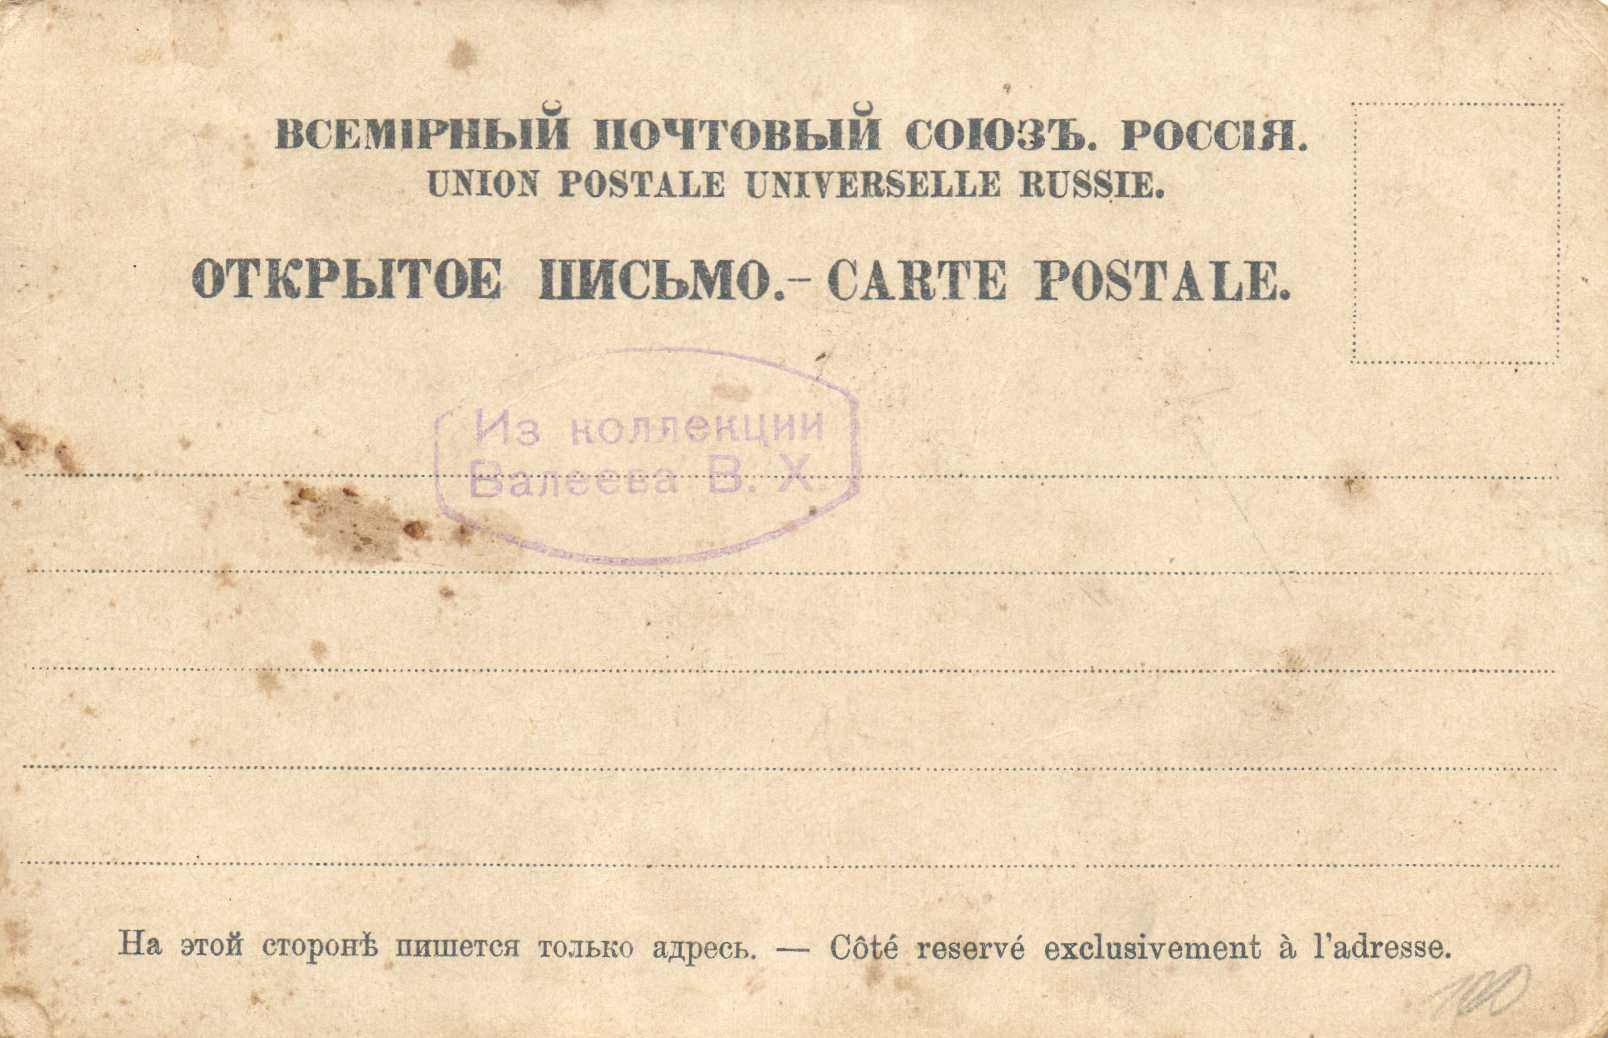 ВСЕМІРНЫЙ ПОЧТОВЫЙ СОЮЗЪ. РОССІЯ.
UNION POSTALE UNIVERSELLE RUSSIE.
ОТКРЫТОЕ ПИСЬМО.–CARTE POSTALE.
Из коллекции
Валеева В. Х
На этой сторонѣ пишется только адресь. — Côté reservé exclusivement à l'adresse.
100